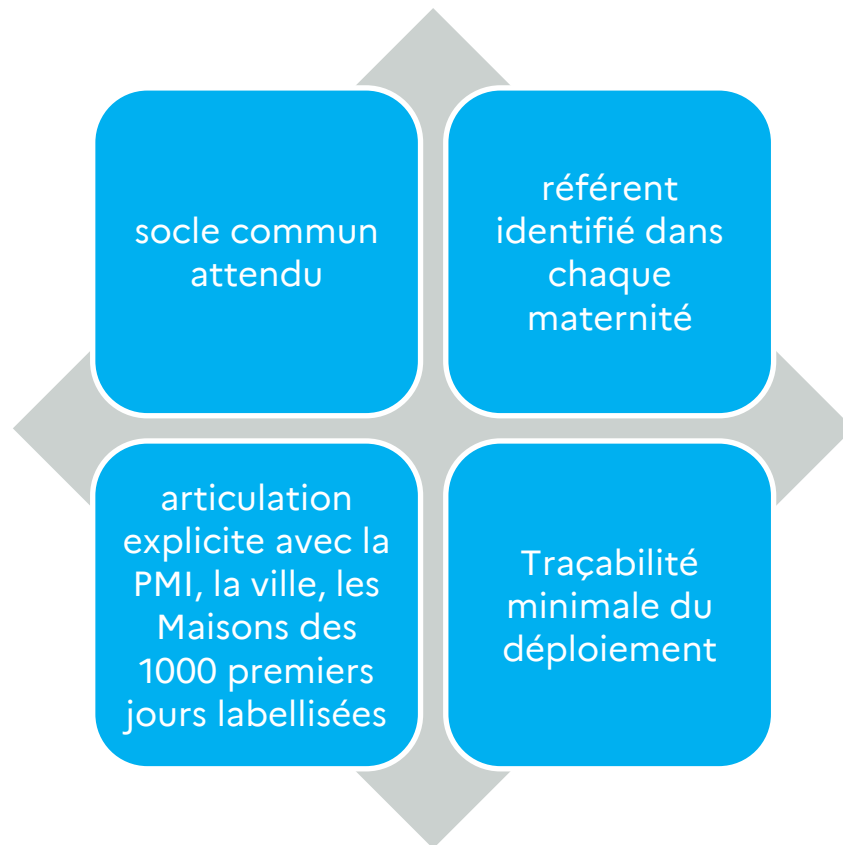 socle commun
attendu
référent
identifié dans
chaque
maternité
articulation
explicite avec la
PMI, la ville, les
Maisons des
1000 premiers
jours labellisées
Traçabilité
minimale du
déploiement